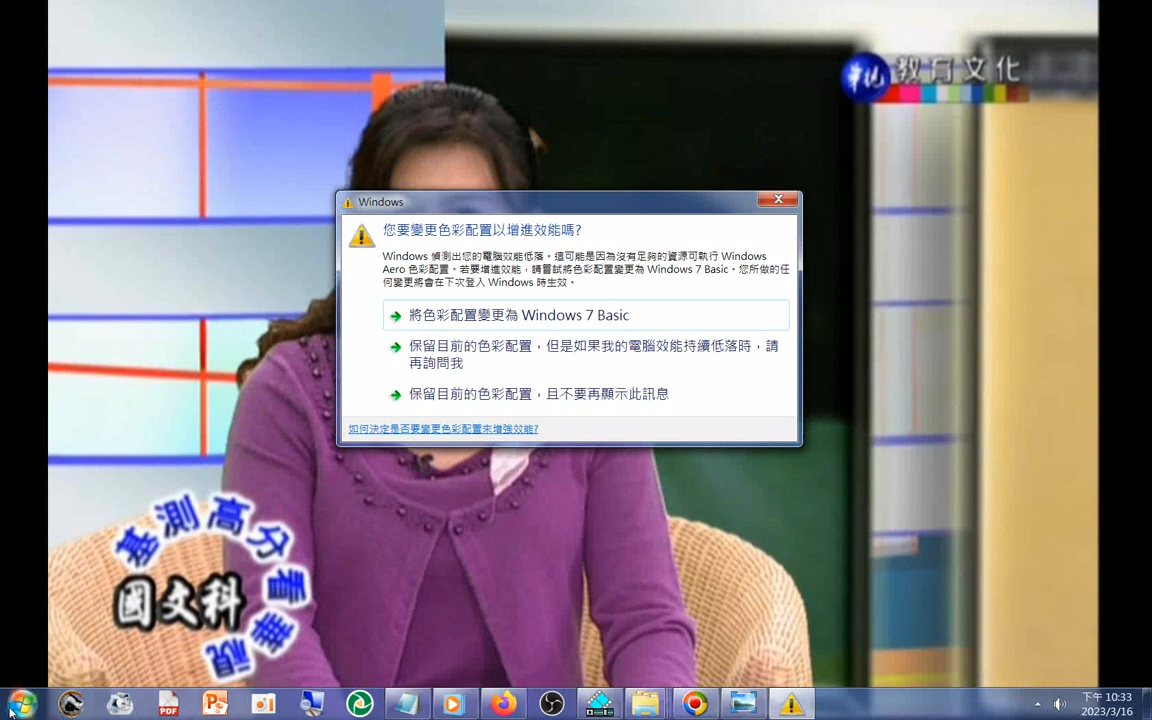 華視
教育文化
Windows
您要變更色彩配置以增進效能嗎?
Windows 偵測出您的電腦效能低落。這可能是因為沒有足夠的資源可執行 Windows
Aero 色彩配置。若要增進效能，請嘗試將色彩配置變更為 Windows 7 Basic。您所做的任
何變更將會在下次登入 Windows 時生效。
將色彩配置變更為 Windows 7 Basic
保留目前的色彩配置，但是如果我的電腦效能持續低落時，請
再詢問我
保留目前的色彩配置，且不要再顯示此訊息
如何決定是否要變更色彩配置來增強效能?
基測高分看華視
國文科
PDF
下午 10:33
2023/3/16